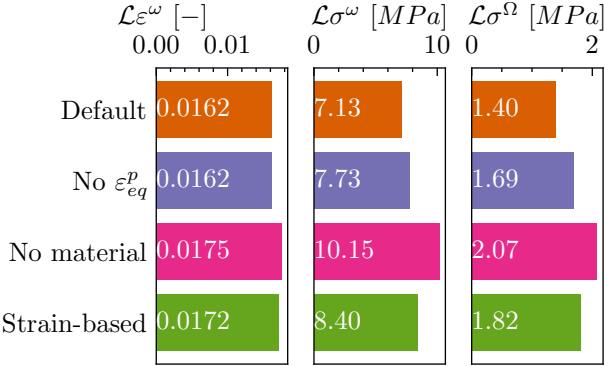 ℒε^ω [−] ℒσ^ω [MPa] ℒσ^Ω [MPa]
0.00 0.01 0 10 0 2
Default 0.0162 7.13 1.40
No ε^p_eq 0.0162 7.73 1.69
No material 0.0175 10.15 2.07
Strain-based 0.0172 8.40 1.82